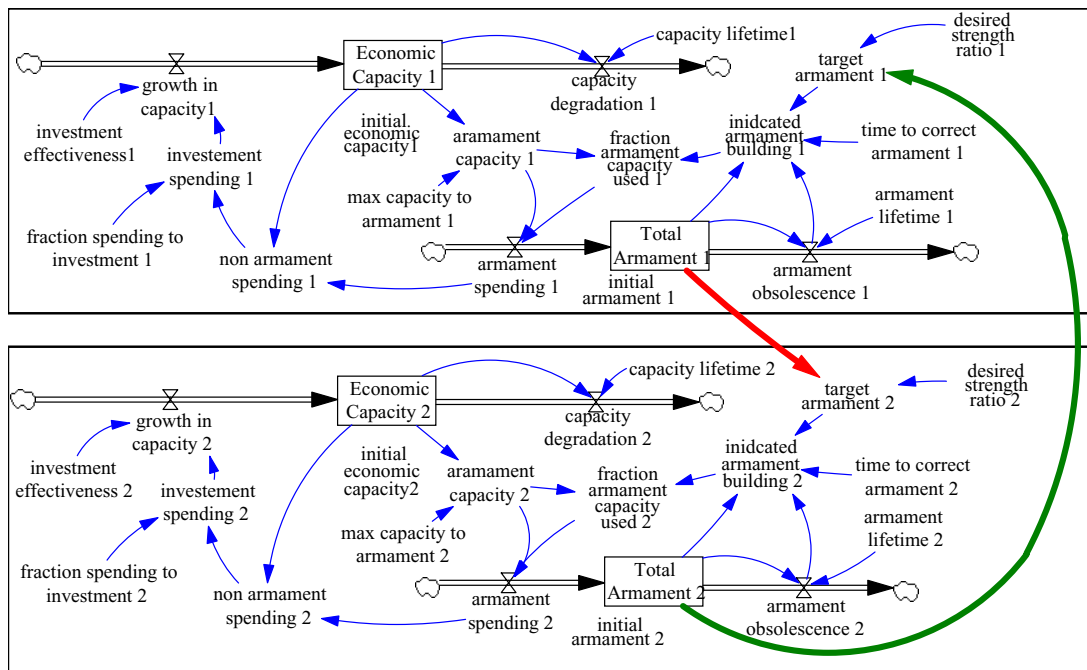 Economic
Capacity 1
capacity lifetime1
desired
strength
ratio 1
target
armament 1
growth in
capacity1
capacity
degradation 1
investment
effectiveness1
initial
economic
capacity1
aramament
capacity 1
fraction
armament
capacity
used 1
inidcated
armament
building 1
time to correct
armament 1
investement
spending 1
max capacity to
armament 1
armament
lifetime 1
fraction spending to
investment 1
non armament
spending 1
armament
spending 1
Total
Armament 1
initial
armament 1
armament
obsolescence 1
Economic
Capacity 2
capacity lifetime 2
desired
strength
ratio 2
target
armament 2
growth in
capacity 2
capacity
degradation 2
investment
effectiveness 2
initial
economic
capacity2
aramament
capacity 2
fraction
armament
capacity
used 2
inidcated
armament
building 2
time to correct
armament 2
investement
spending 2
max capacity to
armament 2
armament
lifetime 2
fraction spending to
investment 2
non armament
spending 2
armament
spending 2
Total
Armament 2
initial
armament 2
armament
obsolescence 2